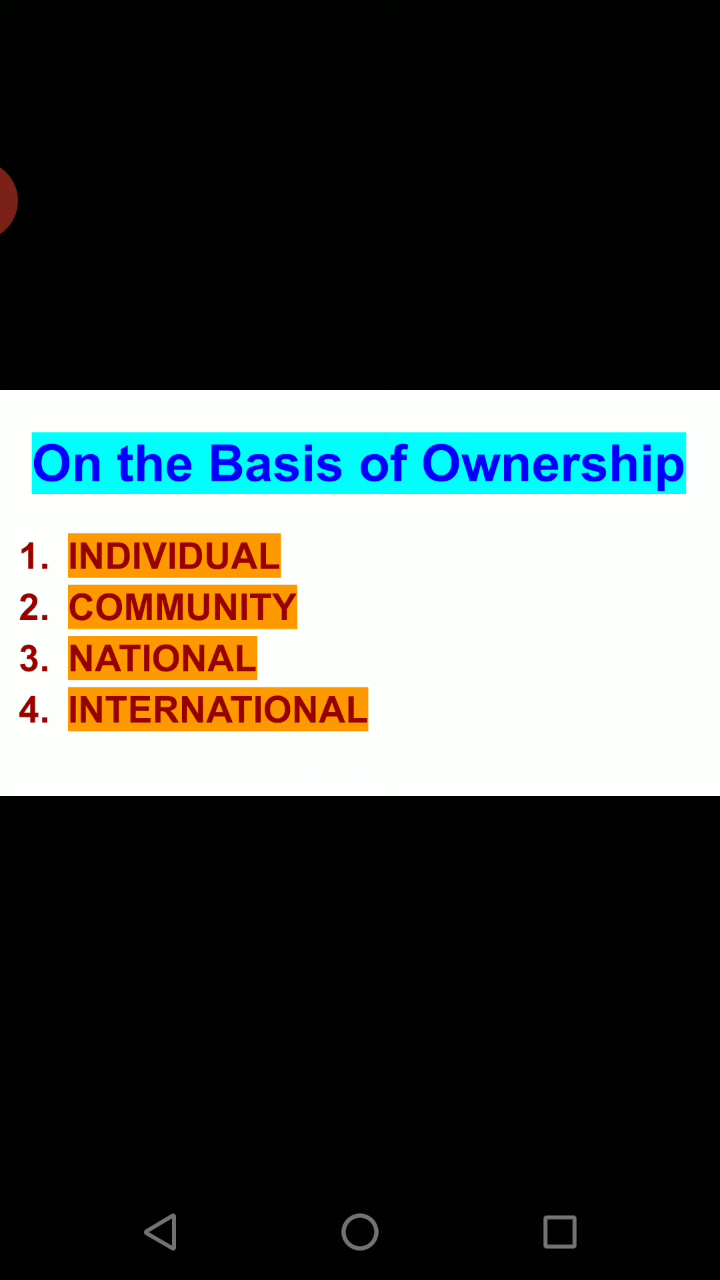 On the Basis of Ownership
1. INDIVIDUAL
2. COMMUNITY
3. NATIONAL
4. INTERNATIONAL